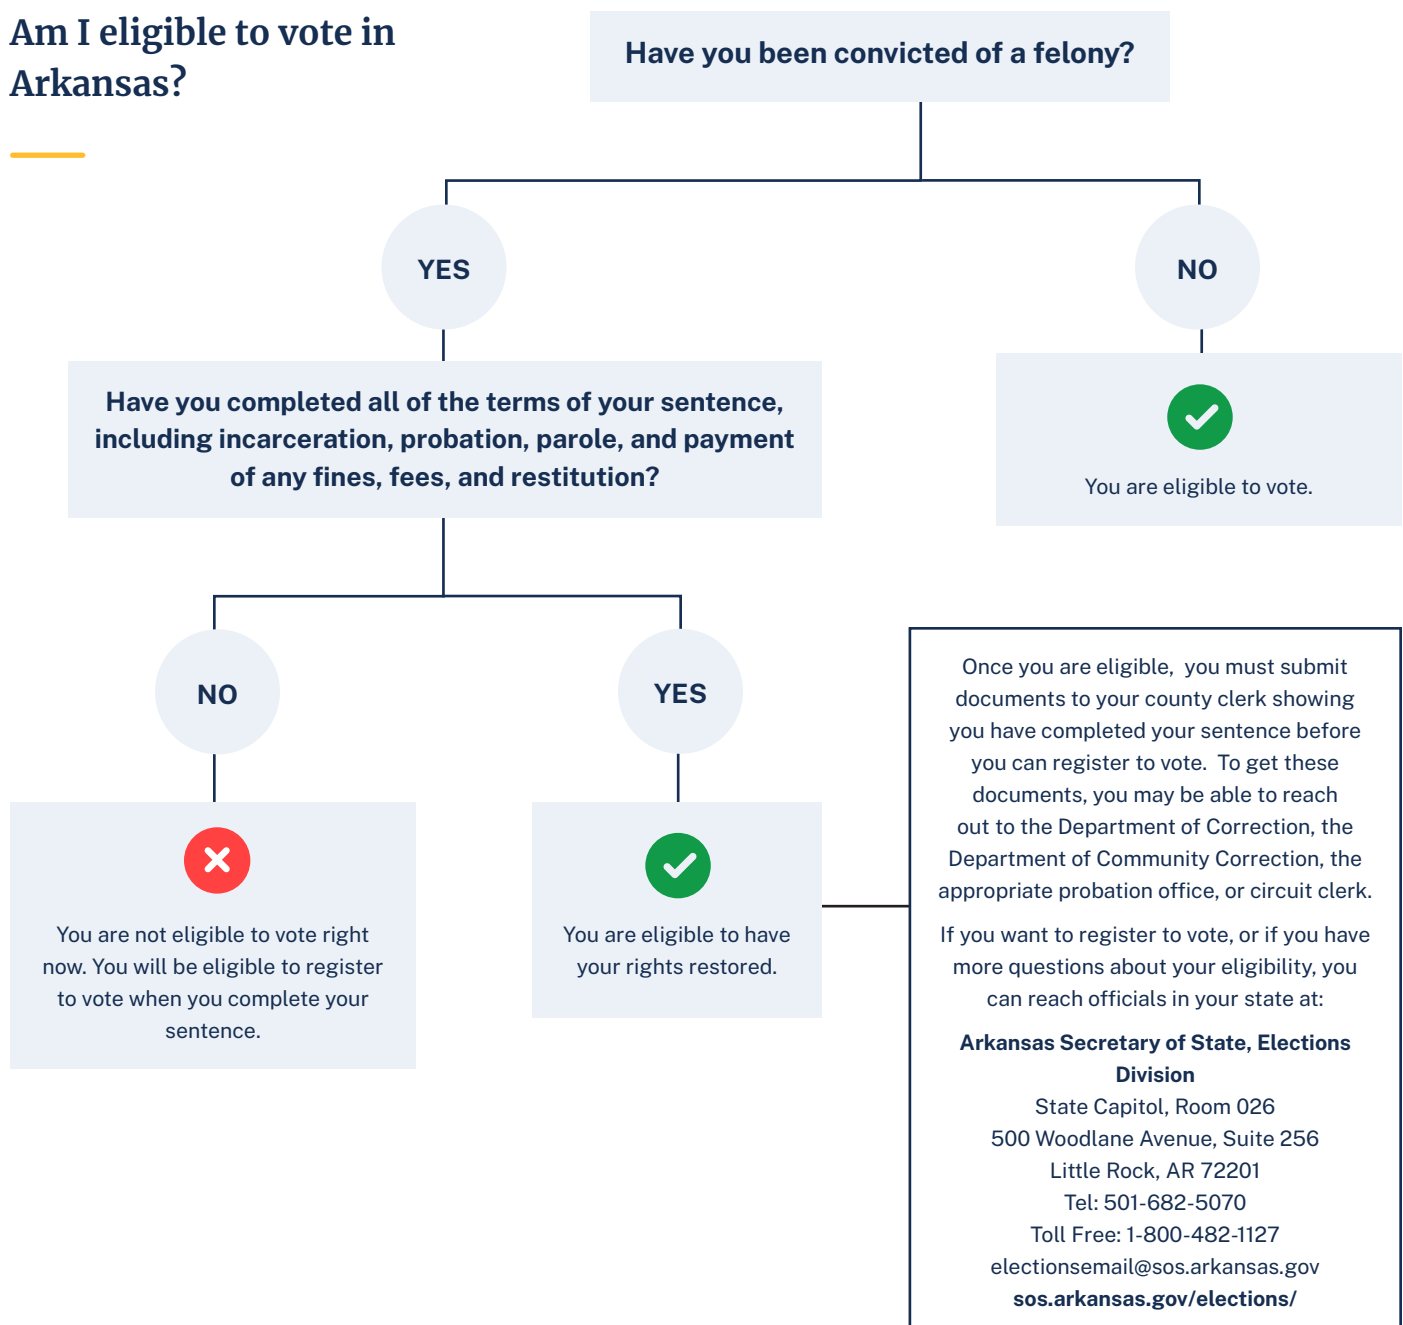 Am I eligible to vote in
Arkansas?
Have you been convicted of a felony?
YES
NO
Have you completed all of the terms of your sentence,
including incarceration, probation, parole, and payment
of any fines, fees, and restitution?
You are eligible to vote.
NO
YES
You are not eligible to vote right
now. You will be eligible to register
to vote when you complete your
sentence.
You are eligible to have
your rights restored.
Once you are eligible,  you must submit
documents to your county clerk showing
you have completed your sentence before
you can register to vote.  To get these
documents, you may be able to reach
out to the Department of Correction, the
Department of Community Correction, the
appropriate probation office, or circuit clerk.
If you want to register to vote, or if you have
more questions about your eligibility, you
can reach officials in your state at:
Arkansas Secretary of State, Elections
Division
State Capitol, Room 026
500 Woodlane Avenue, Suite 256
Little Rock, AR 72201
Tel: 501-682-5070
Toll Free: 1-800-482-1127
electionsemail@sos.arkansas.gov
sos.arkansas.gov/elections/